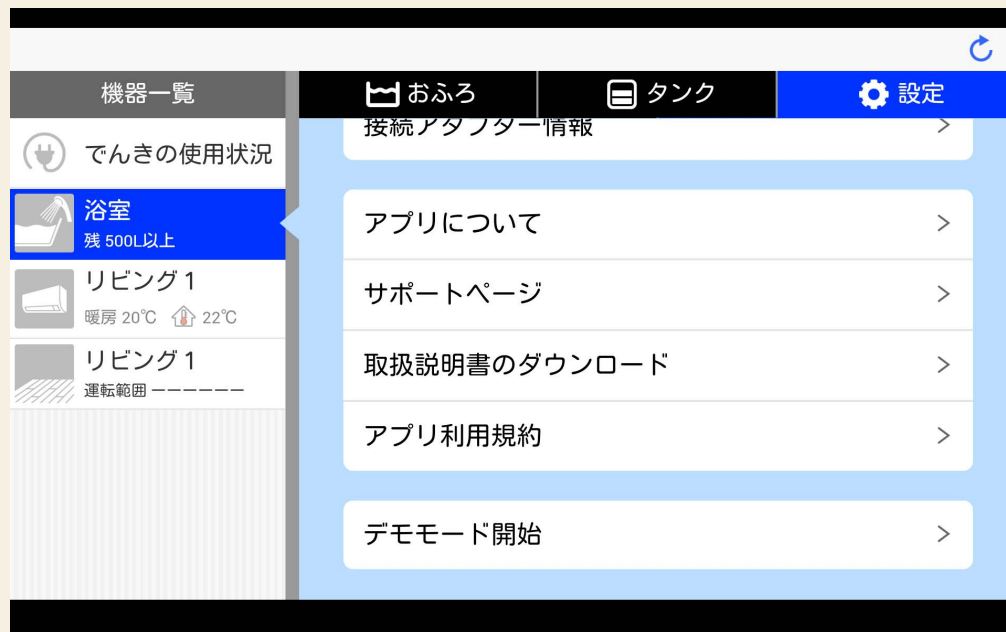 機器一覧
おふろ
タンク
設定
でんきの使用状況
浴室
残 500L以上
リビング 1
暖房 20℃ 22℃
リビング 1
運転範囲 ーーーーーー
接続アダプター情報
アプリについて
サポートページ
取扱説明書のダウンロード
アプリ利用規約
デモモード開始